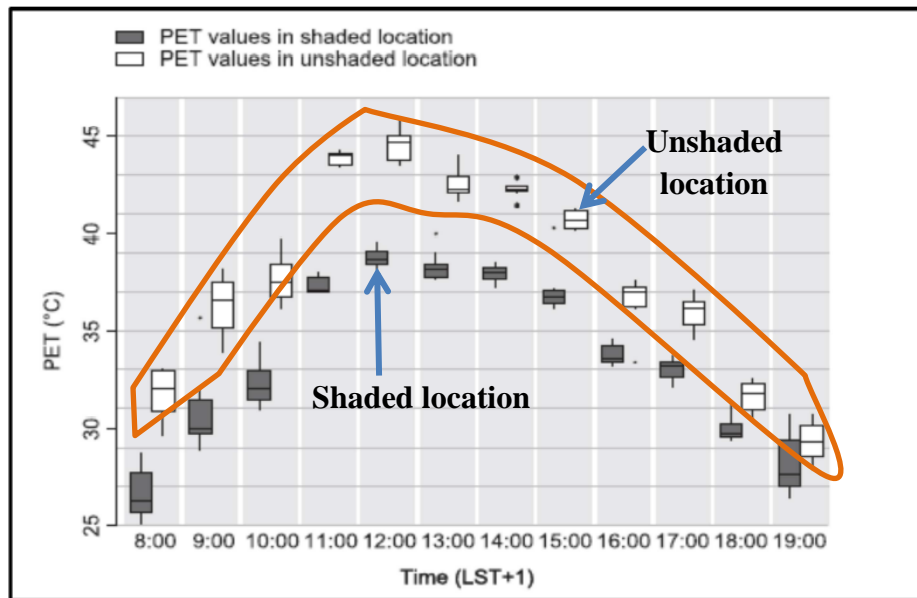 PET values in shaded location
PET values in unshaded location
45
40
35
30
25
PET (°C)
Unshaded
location
Shaded location
8:00 9:00 10:00 11:00 12:00 13:00 14:00 15:00 16:00 17:00 18:00 19:00
Time (LST+1)